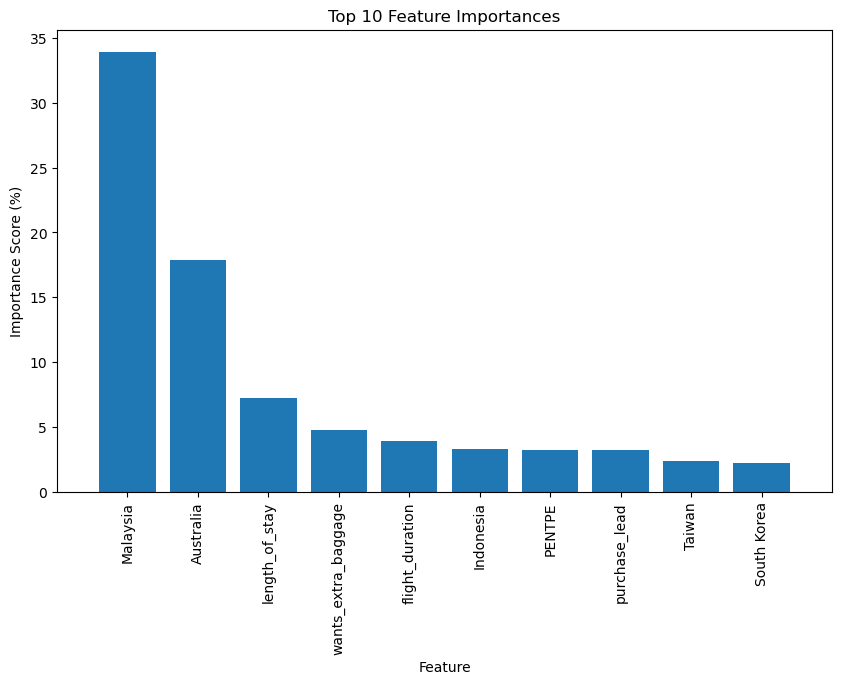 Top 10 Feature Importances
Importance Score (%)
35
30
25
20
15
10
5
0
Malaysia
Australia
length_of_stay
wants_extra_baggage
flight_duration
Indonesia
PENTPE
purchase_lead
Taiwan
South Korea
Feature